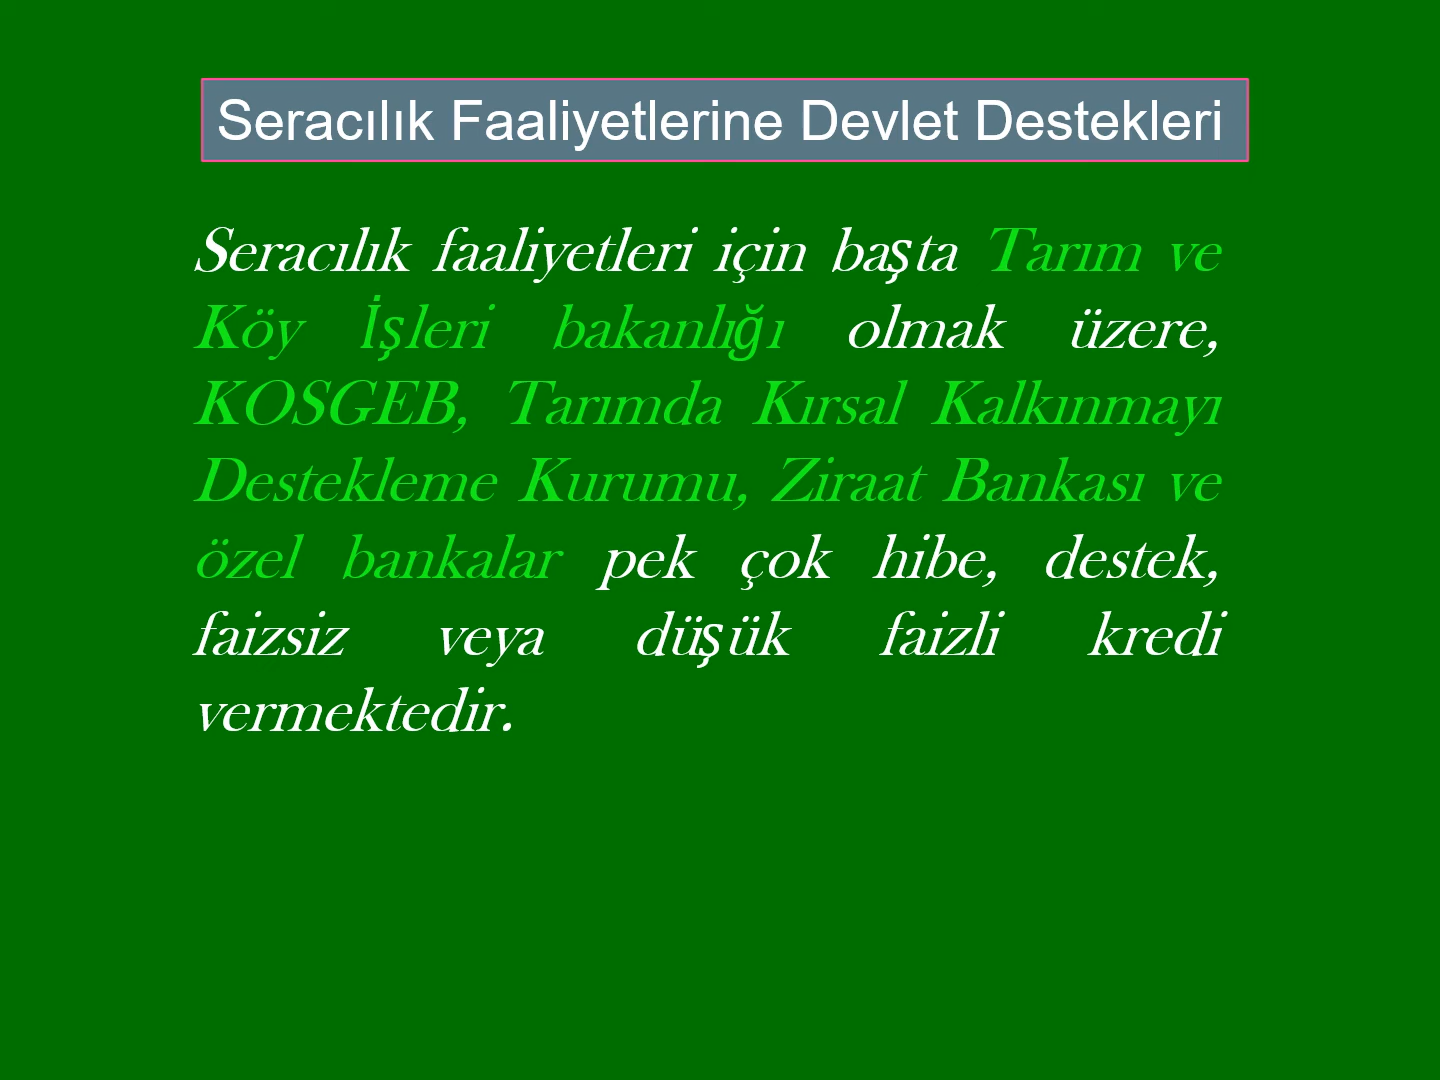 Seracılık Faaliyetlerine Devlet Destekleri
Seracılık faaliyetleri için başta Tarım ve
Köy İşleri bakanlığı olmak üzere,
KOSGEB, Tarımda Kırsal Kalkınmayı
Destekleme Kurumu, Ziraat Bankası ve
özel bankalar pek çok hibe, destek,
faizsiz veya düşük faizli kredi
vermektedir.